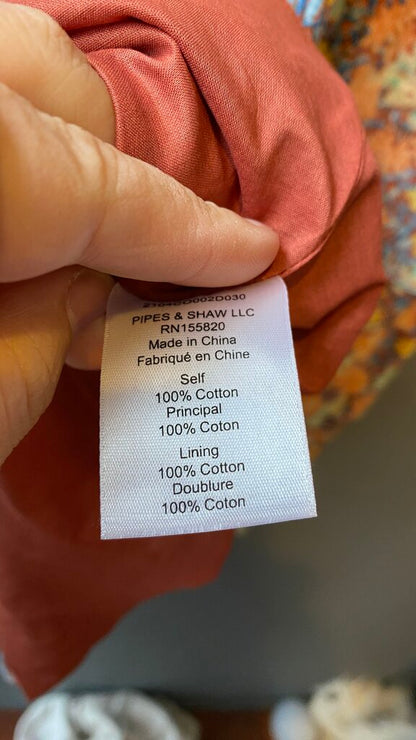 PIPES & SHAW LLC
RN155820
Made in China
Fabriqué en Chine
Self
100% Cotton
Principal
100% Coton
Lining
100% Cotton
Doublure
100% Coton